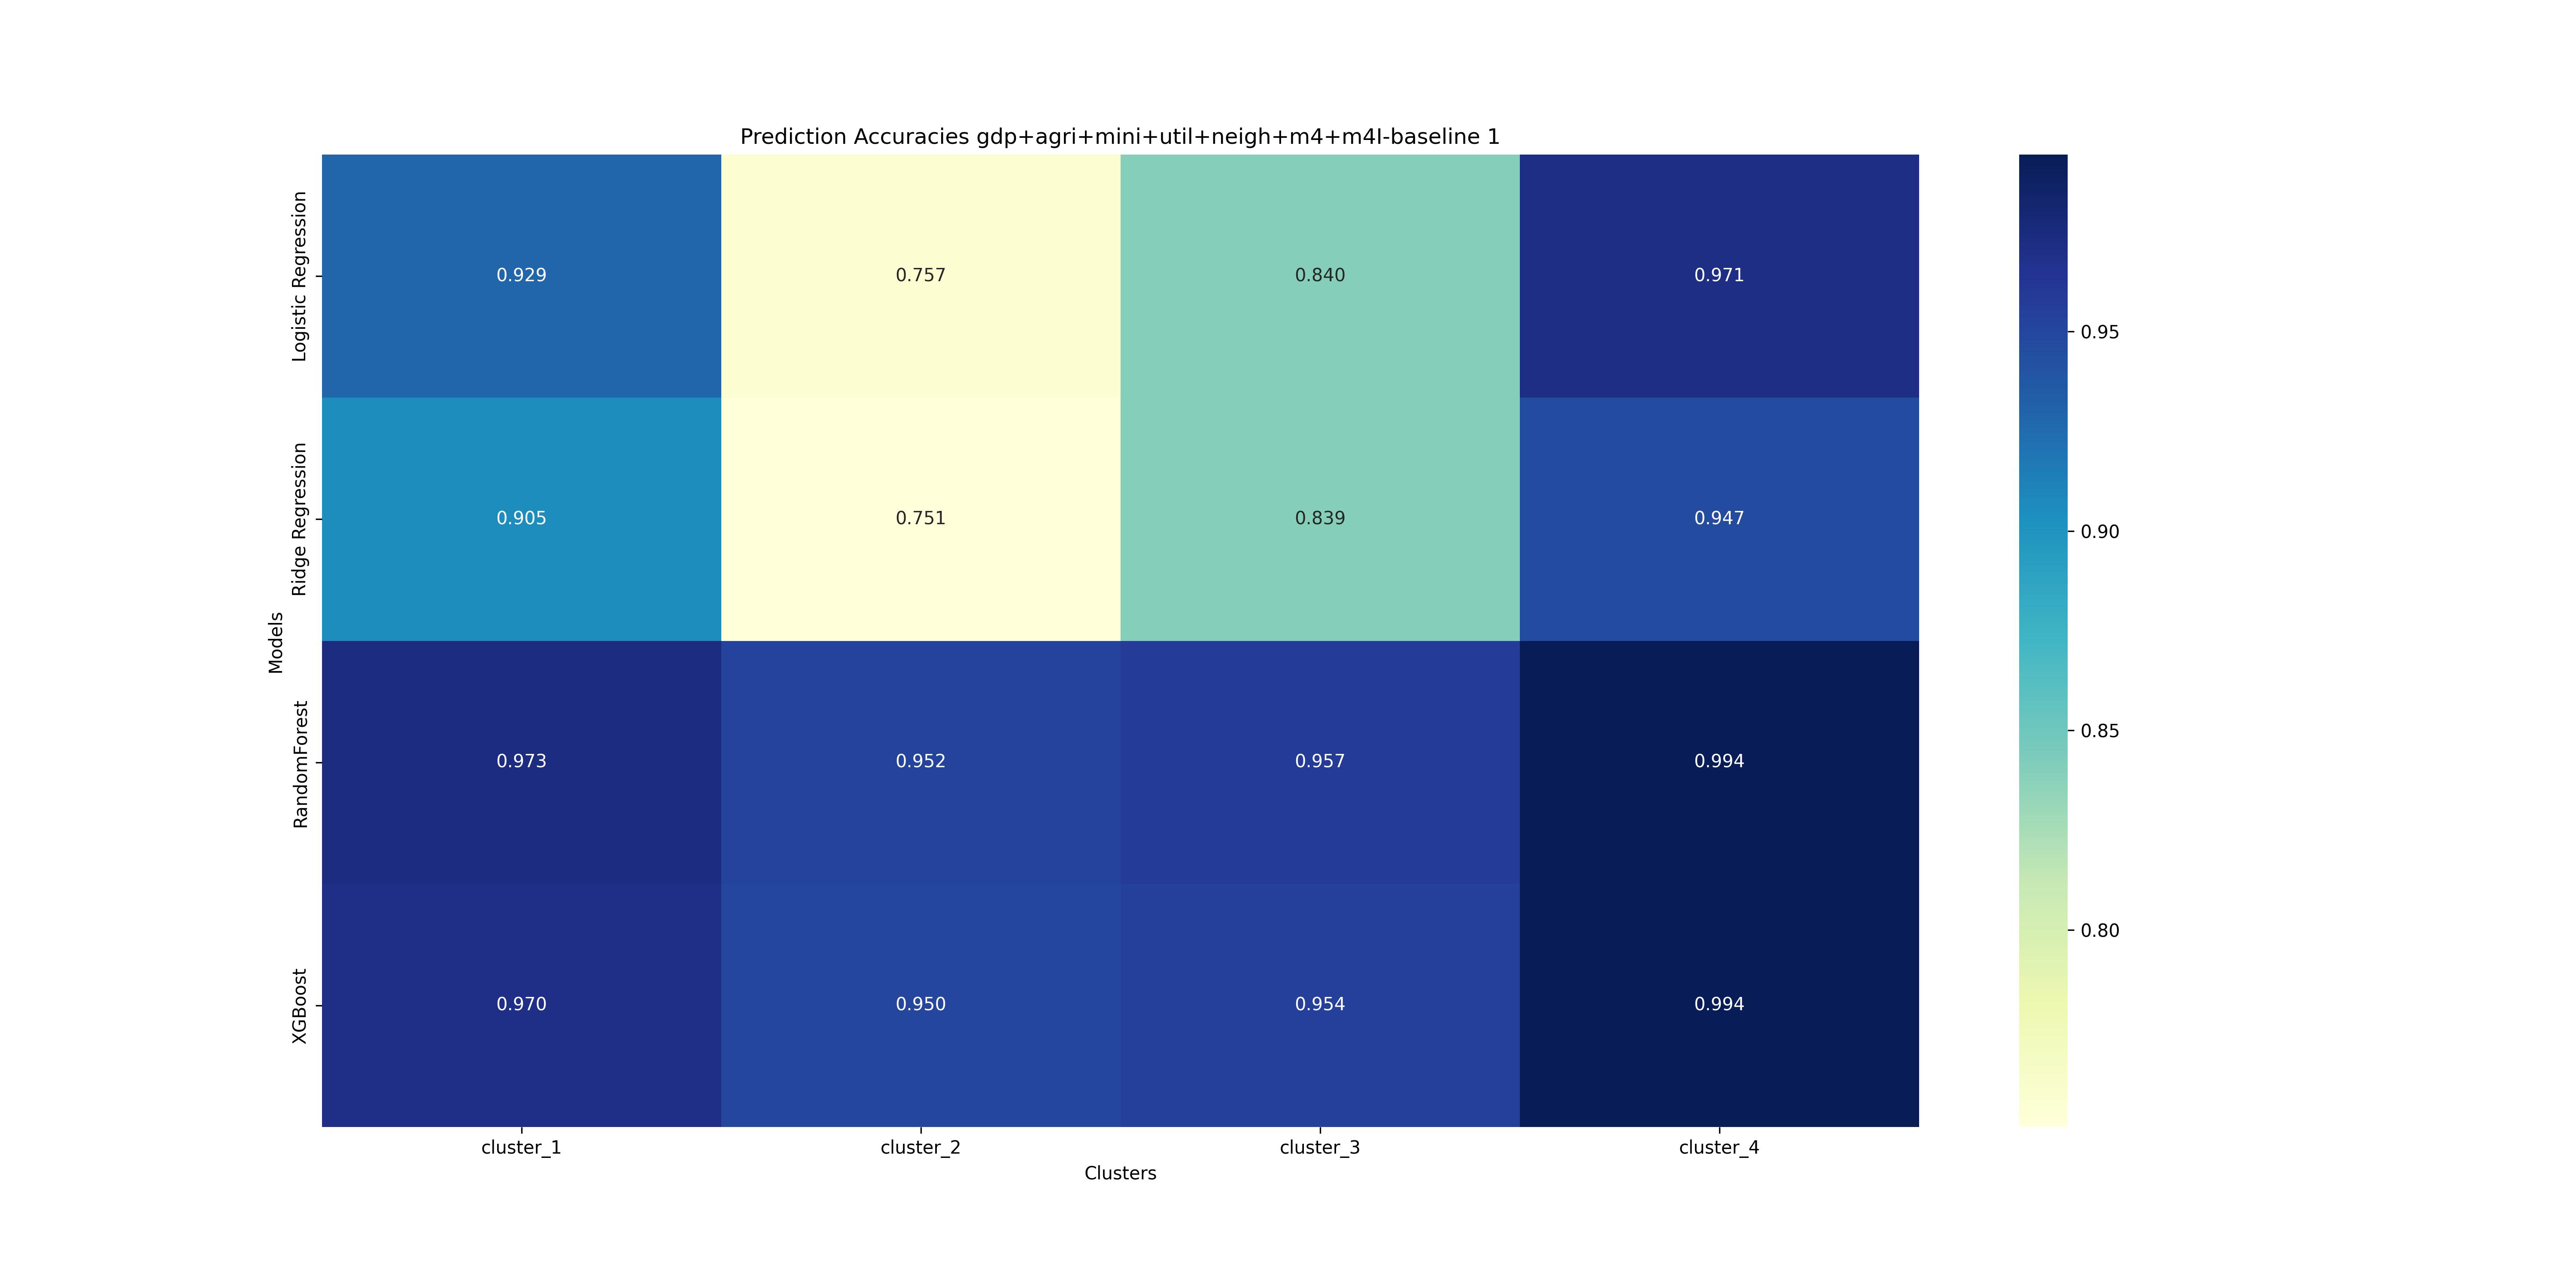 Prediction Accuracies gdp+agri+mini+util+neigh+m4+m4I-baseline 1
Models
Logistic Regression
0.929 0.757 0.840 0.971
Ridge Regression
0.905 0.751 0.839 0.947
RandomForest
0.973 0.952 0.957 0.994
XGBoost
0.970 0.950 0.954 0.994
cluster_1 cluster_2 cluster_3 cluster_4
Clusters
0.95
0.90
0.85
0.80